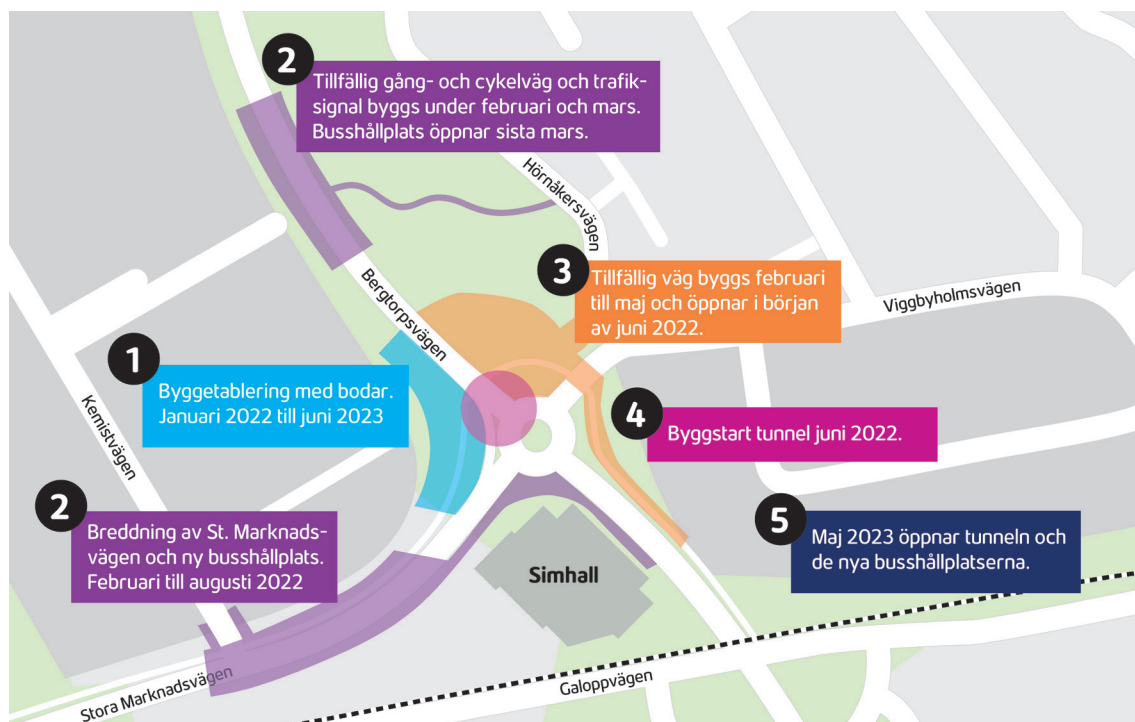 2
Tillfällig gång- och cykelväg och trafik-
signal byggs under februari och mars.
Busshållplats öppnar sista mars.
Hörnåkersvägen
3
Tillfällig väg byggs februari
till maj och öppnar i början
av juni 2022.
Viggbyholmsvägen
Bergtorpsvägen
1
Byggetablering med bodar.
Januari 2022 till juni 2023
Kemistvägen
4
Byggstart tunnel juni 2022.
2
Breddning av St. Marknads-
vägen och ny busshållplats.
Februari till augusti 2022
5
Maj 2023 öppnar tunneln och
de nya busshållplatserna.
Simhall
Stora Marknadsvägen
Galoppvägen